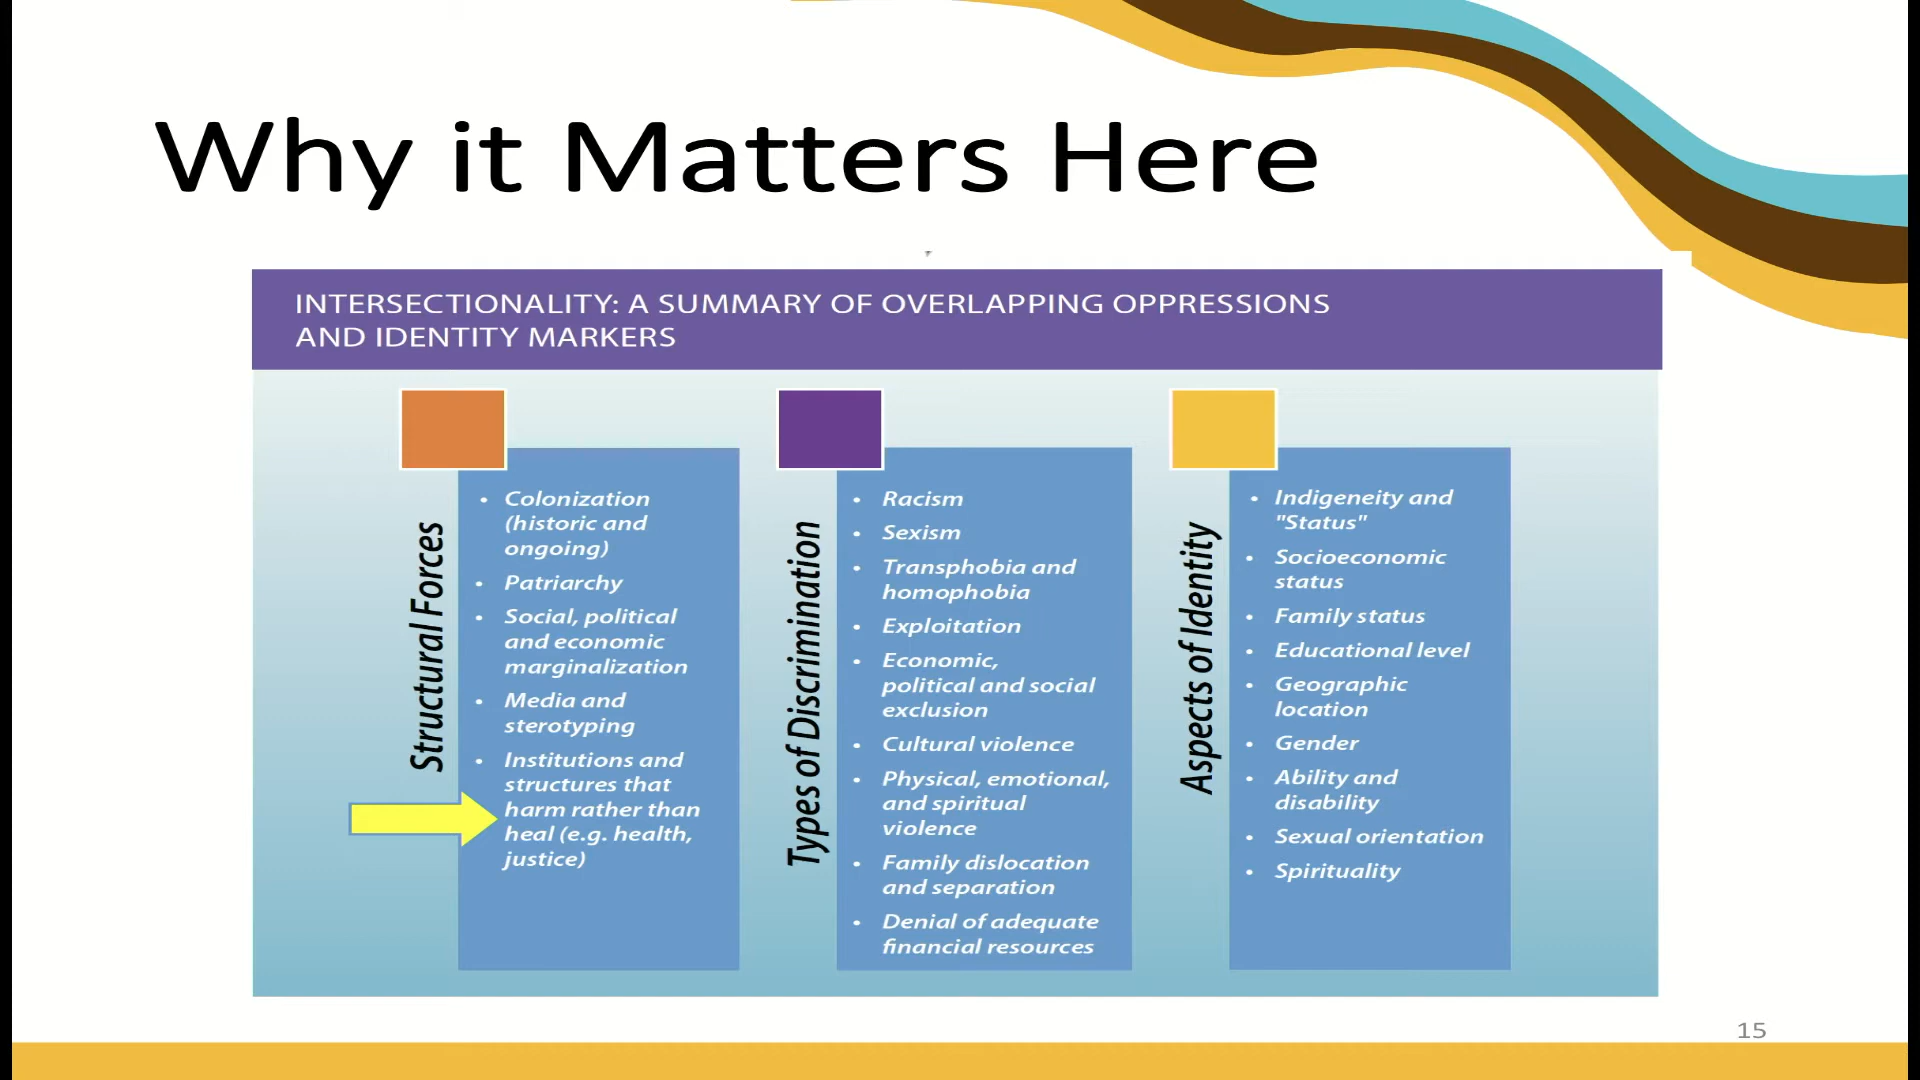 Why it Matters Here
INTERSECTIONALITY: A SUMMARY OF OVERLAPPING OPPRESSIONS
AND IDENTITY MARKERS
Structural Forces
• Colonization
(historic and
ongoing)
• Patriarchy
• Social, political
and economic
marginalization
• Media and
sterotyping
• Institutions and
structures that
harm rather than
heal (e.g. health,
justice)
Types of Discrimination
• Racism
• Sexism
• Transphobia and
homophobia
• Exploitation
• Economic,
political and social
exclusion
• Cultural violence
• Physical, emotional,
and spiritual
violence
• Family dislocation
and separation
• Denial of adequate
financial resources
Aspects of Identity
• Indigeneity and
"Status"
• Socioeconomic
status
• Family status
• Educational level
• Geographic
location
• Gender
• Ability and
disability
• Sexual orientation
• Spirituality
15